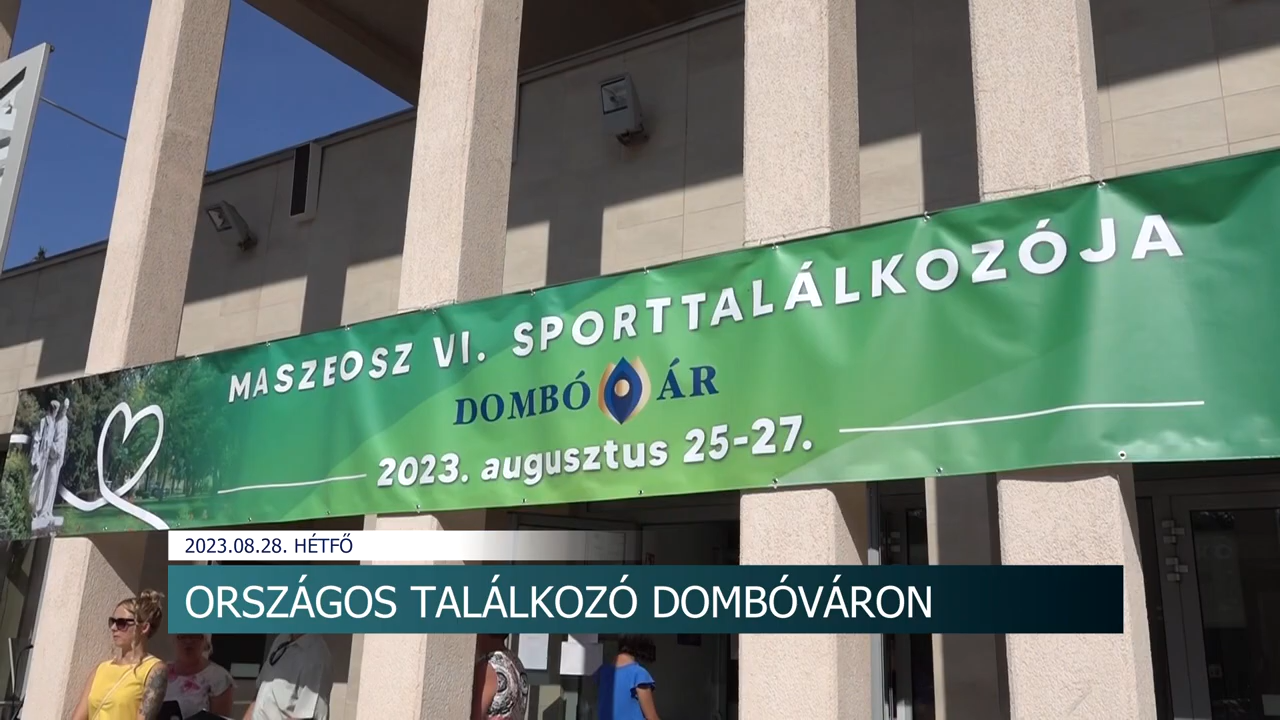 MASZEOSZ VI. SPORTTALÁLKOZÓJA
DOMBÓ ÁR
2023. augusztus 25-27.
2023.08.28. HÉTFŐ
ORSZÁGOS TALÁLKOZÓ DOMBÓVÁRON